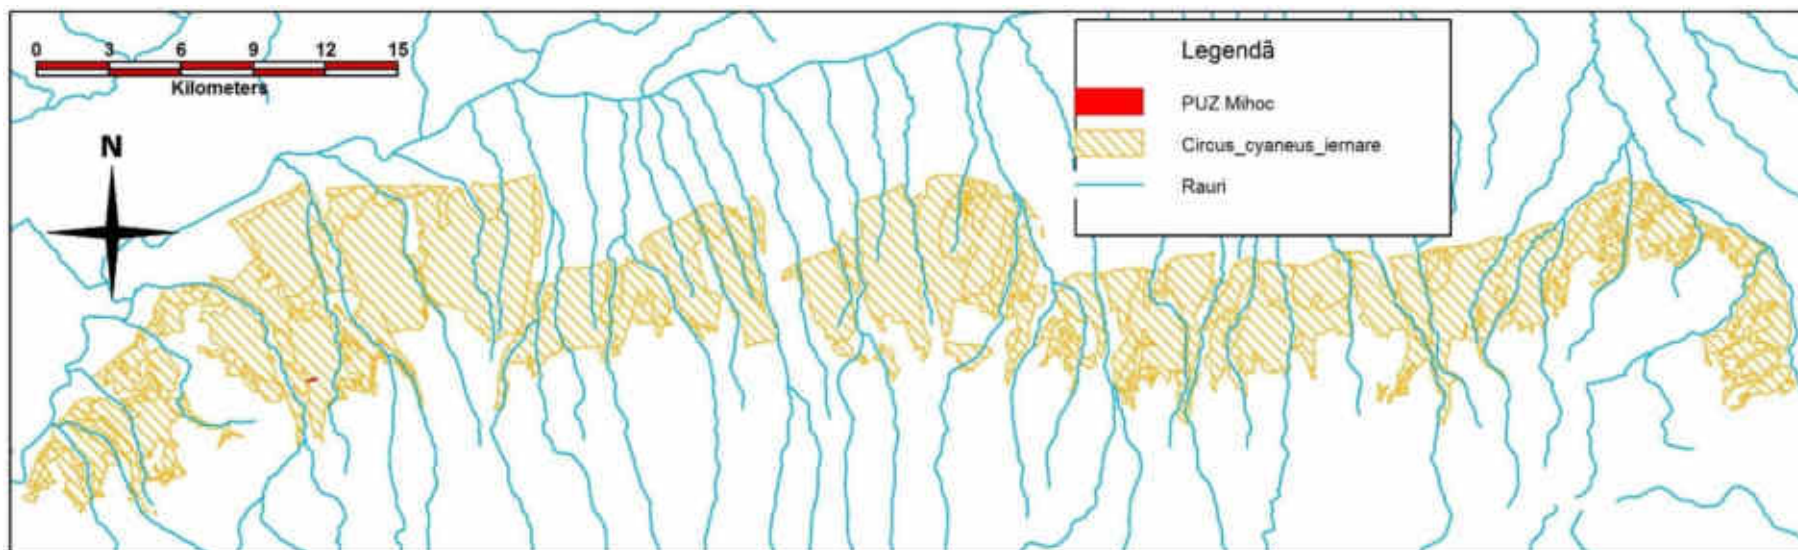 0 3 6 9 12 15
Kilometers
N
Legendă
PUZ Mihoc
Circus_cyaneus_iernare
Rauri